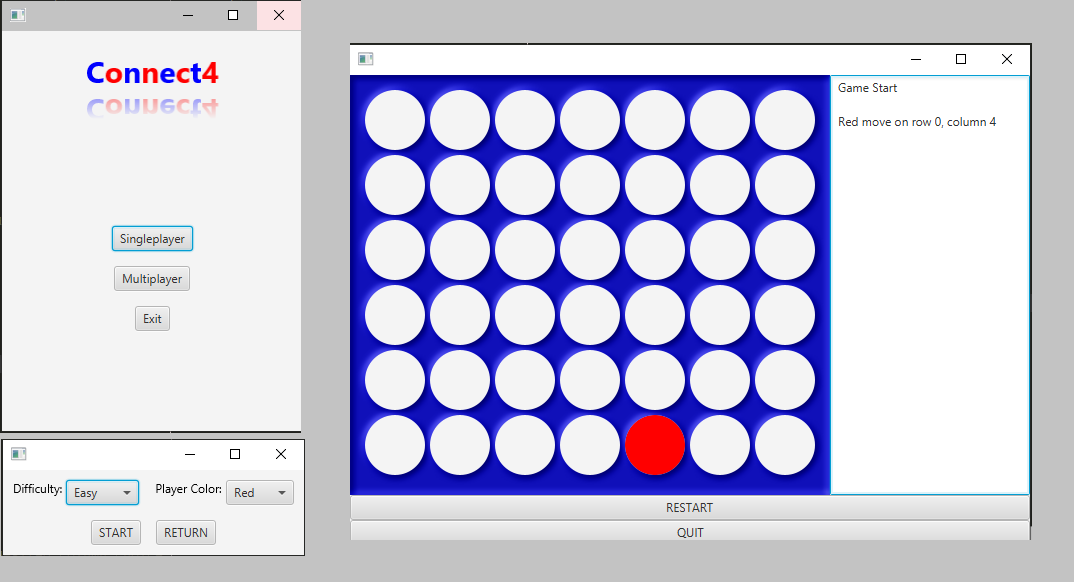 Connect4
Singleplayer
Multiplayer
Exit
Difficulty: Easy Player Color: Red
START RETURN
Game Start
Red move on row 0, column 4
RESTART
QUIT